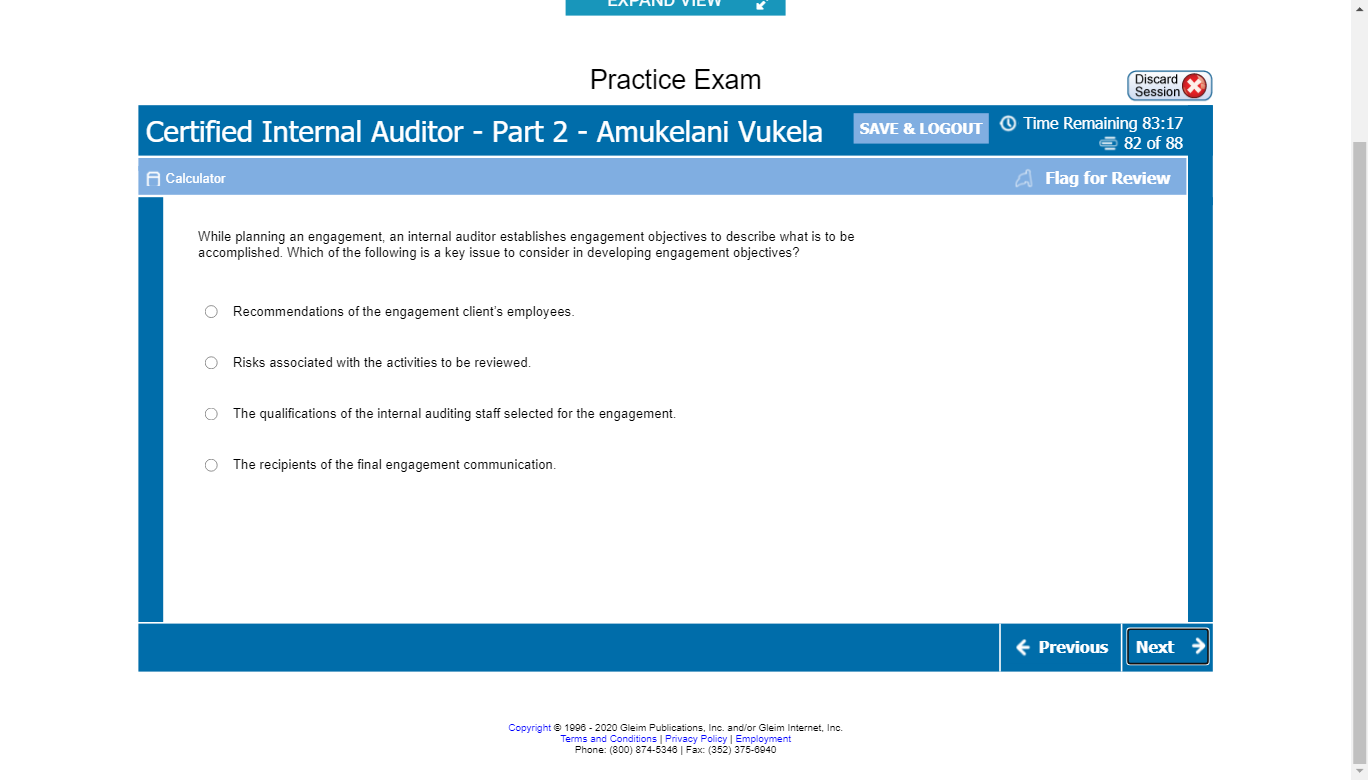 EXPAND VIEW
Practice Exam
Discard
Session
Certified Internal Auditor - Part 2 - Amukelani Vukela
SAVE & LOGOUT
Time Remaining 83:17
82 of 88
Calculator
Flag for Review
While planning an engagement, an internal auditor establishes engagement objectives to describe what is to be
accomplished. Which of the following is a key issue to consider in developing engagement objectives?
Recommendations of the engagement client's employees.
Risks associated with the activities to be reviewed.
The qualifications of the internal auditing staff selected for the engagement.
The recipients of the final engagement communication.
Previous
Next
Copyright © 1996 - 2020 Gleim Publications, Inc. and/or Gleim Internet, Inc.
Terms and Conditions | Privacy Policy | Employment
Phone: (800) 874-5346 | Fax: (352) 375-6940